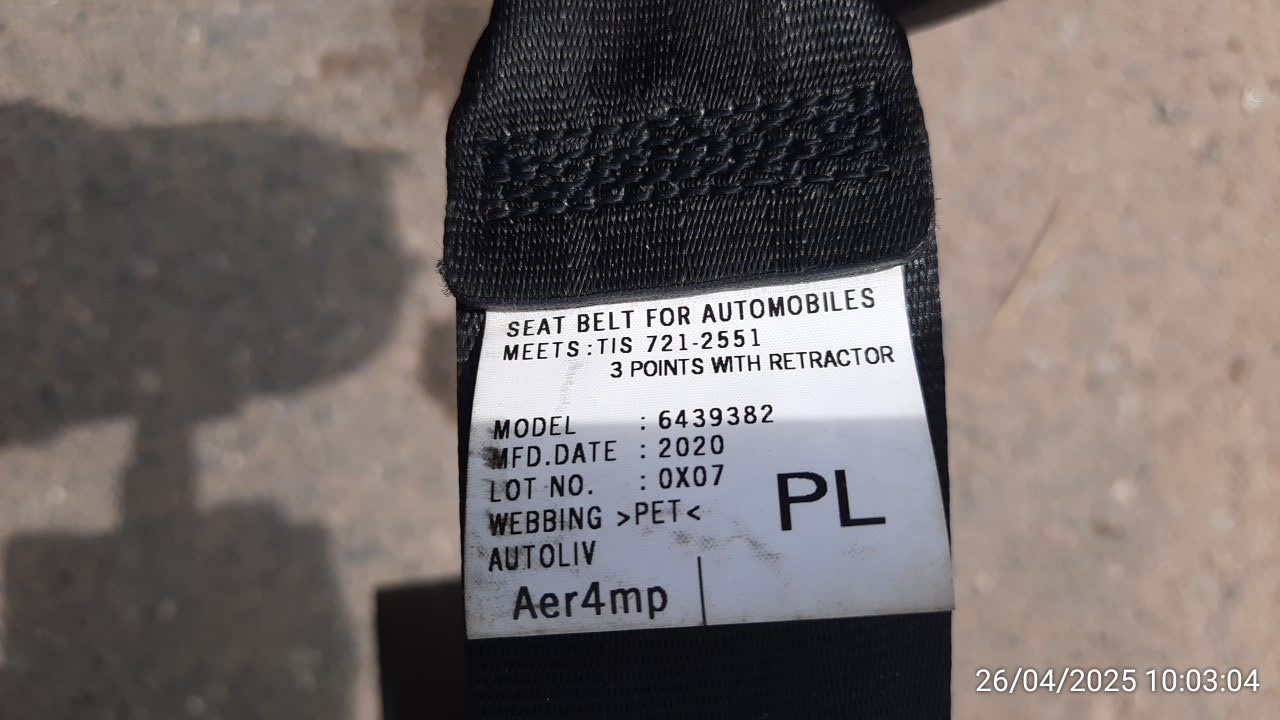 SEAT BELT FOR AUTOMOBILES
MEETS:TIS 721-2551
3 POINTS WITH RETRACTOR
MODEL : 6439382
MFD.DATE : 2020
LOT NO. : 0X07
WEBBING >PET<
PL
AUTOLIV
Aer4mp
26/04/2025 10:03:04